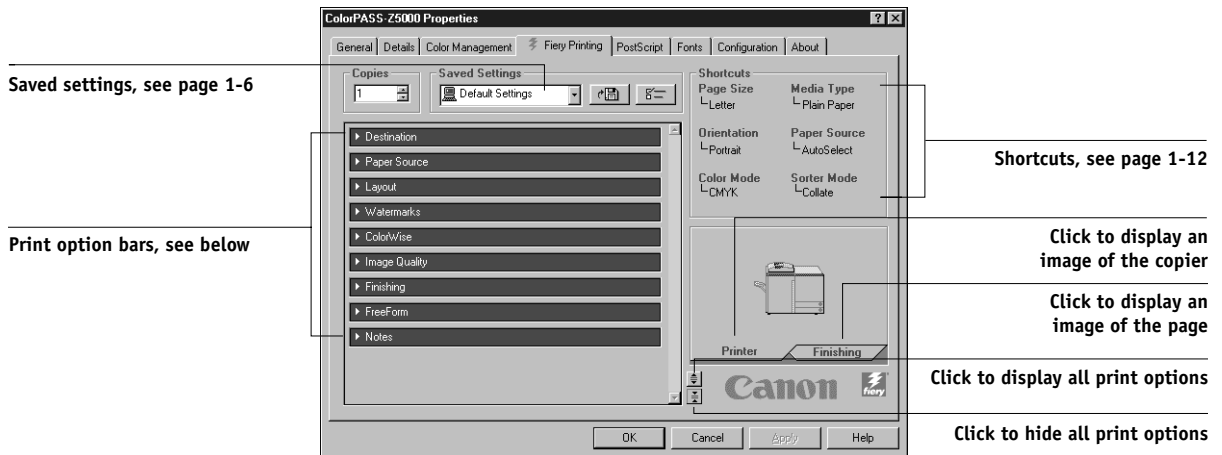 ColorPASS-Z5000 Properties
General Details Color Management Fiery Printing PostScript Fonts Configuration About
Saved settings, see page 1-6
Copies
1
Saved Settings
Default Settings
Shortcuts
Page Size
Letter
Media Type
Plain Paper
Orientation
Portrait
Paper Source
AutoSelect
Color Mode
CMYK
Sorter Mode
Collate
Shortcuts, see page 1-12
Print option bars, see below
Destination
Paper Source
Layout
Watermarks
ColorWise
Image Quality
Finishing
FreeForm
Notes
Click to display an
image of the copier
Click to display an
image of the page
Printer
Finishing
Canon
fiery
Click to display all print options
Click to hide all print options
OK
Cancel
Apply
Help